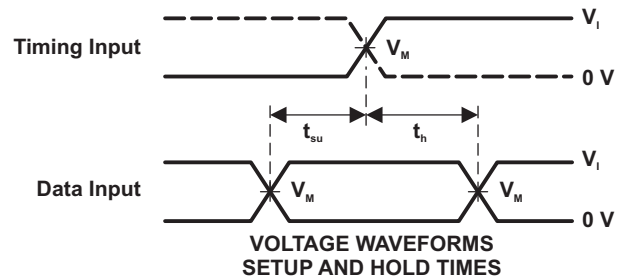 V_I
Timing Input
V_M
0 V
t_su t_h
V_I
Data Input
V_M V_M
0 V
VOLTAGE WAVEFORMS
SETUP AND HOLD TIMES